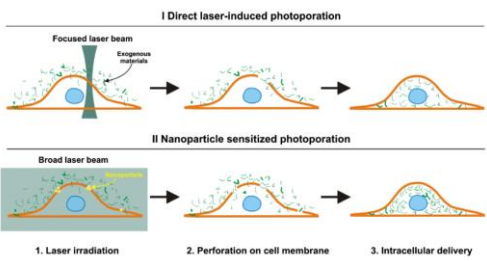 I Direct laser-induced photoporation
Focused laser beam
Exogenous
materials
II Nanoparticle sensitized photoporation
Broad laser beam
Nanoparticle
1. Laser irradiation
2. Perforation on cell membrane
3. Intracellular delivery